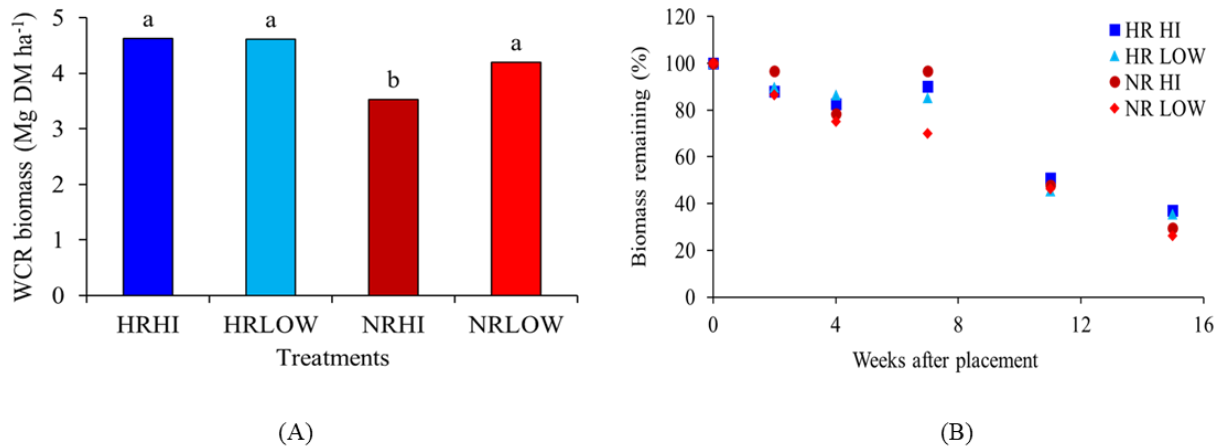 WCR biomass (Mg DM ha-1)
5
4
3
2
1
0
a
a
b
a
HRHI
HRLOW
NRHI
NRLOW
Treatments
(A)
Biomass remaining (%)
120
100
80
60
40
20
0
0
4
8
12
16
Weeks after placement
HR HI
HR LOW
NR HI
NR LOW
(B)